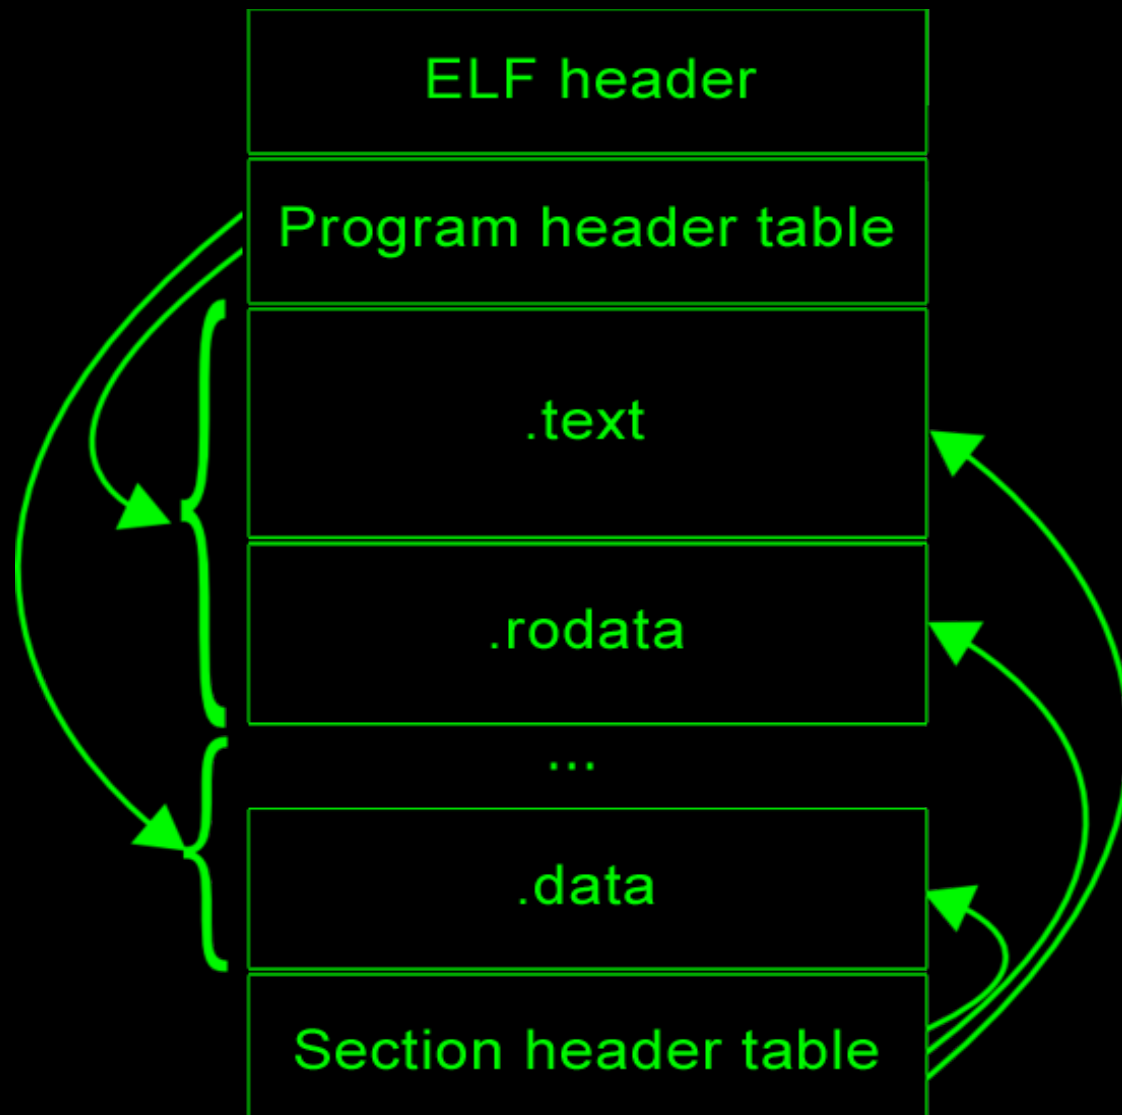 ELF header
Program header table
.text
.rodata
...
.data
Section header table